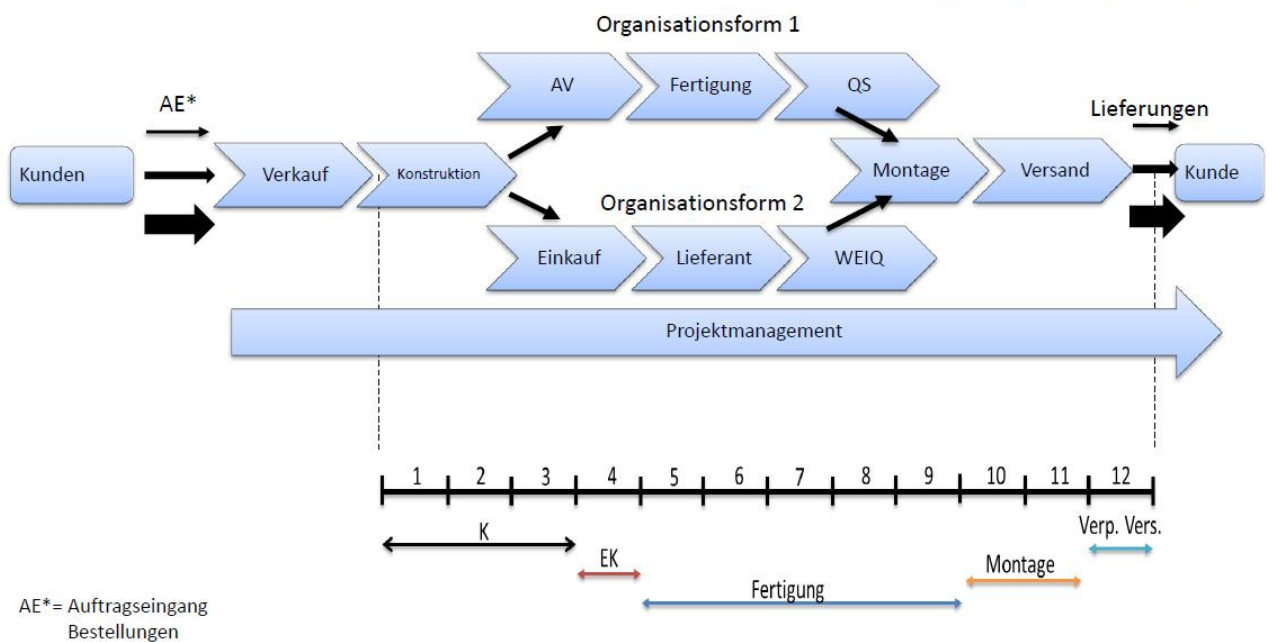 Organisationsform 1
AV
Fertigung
QS
AE*
Lieferungen
Kunden
Verkauf
Konstruktion
Montage
Versand
Kunde
Organisationsform 2
Einkauf
Lieferant
WEIQ
Projektmanagement
1 2 3 4 5 6 7 8 9 10 11 12
K
Verp. Vers.
EK
Montage
Fertigung
AE*= Auftragseingang
Bestellungen